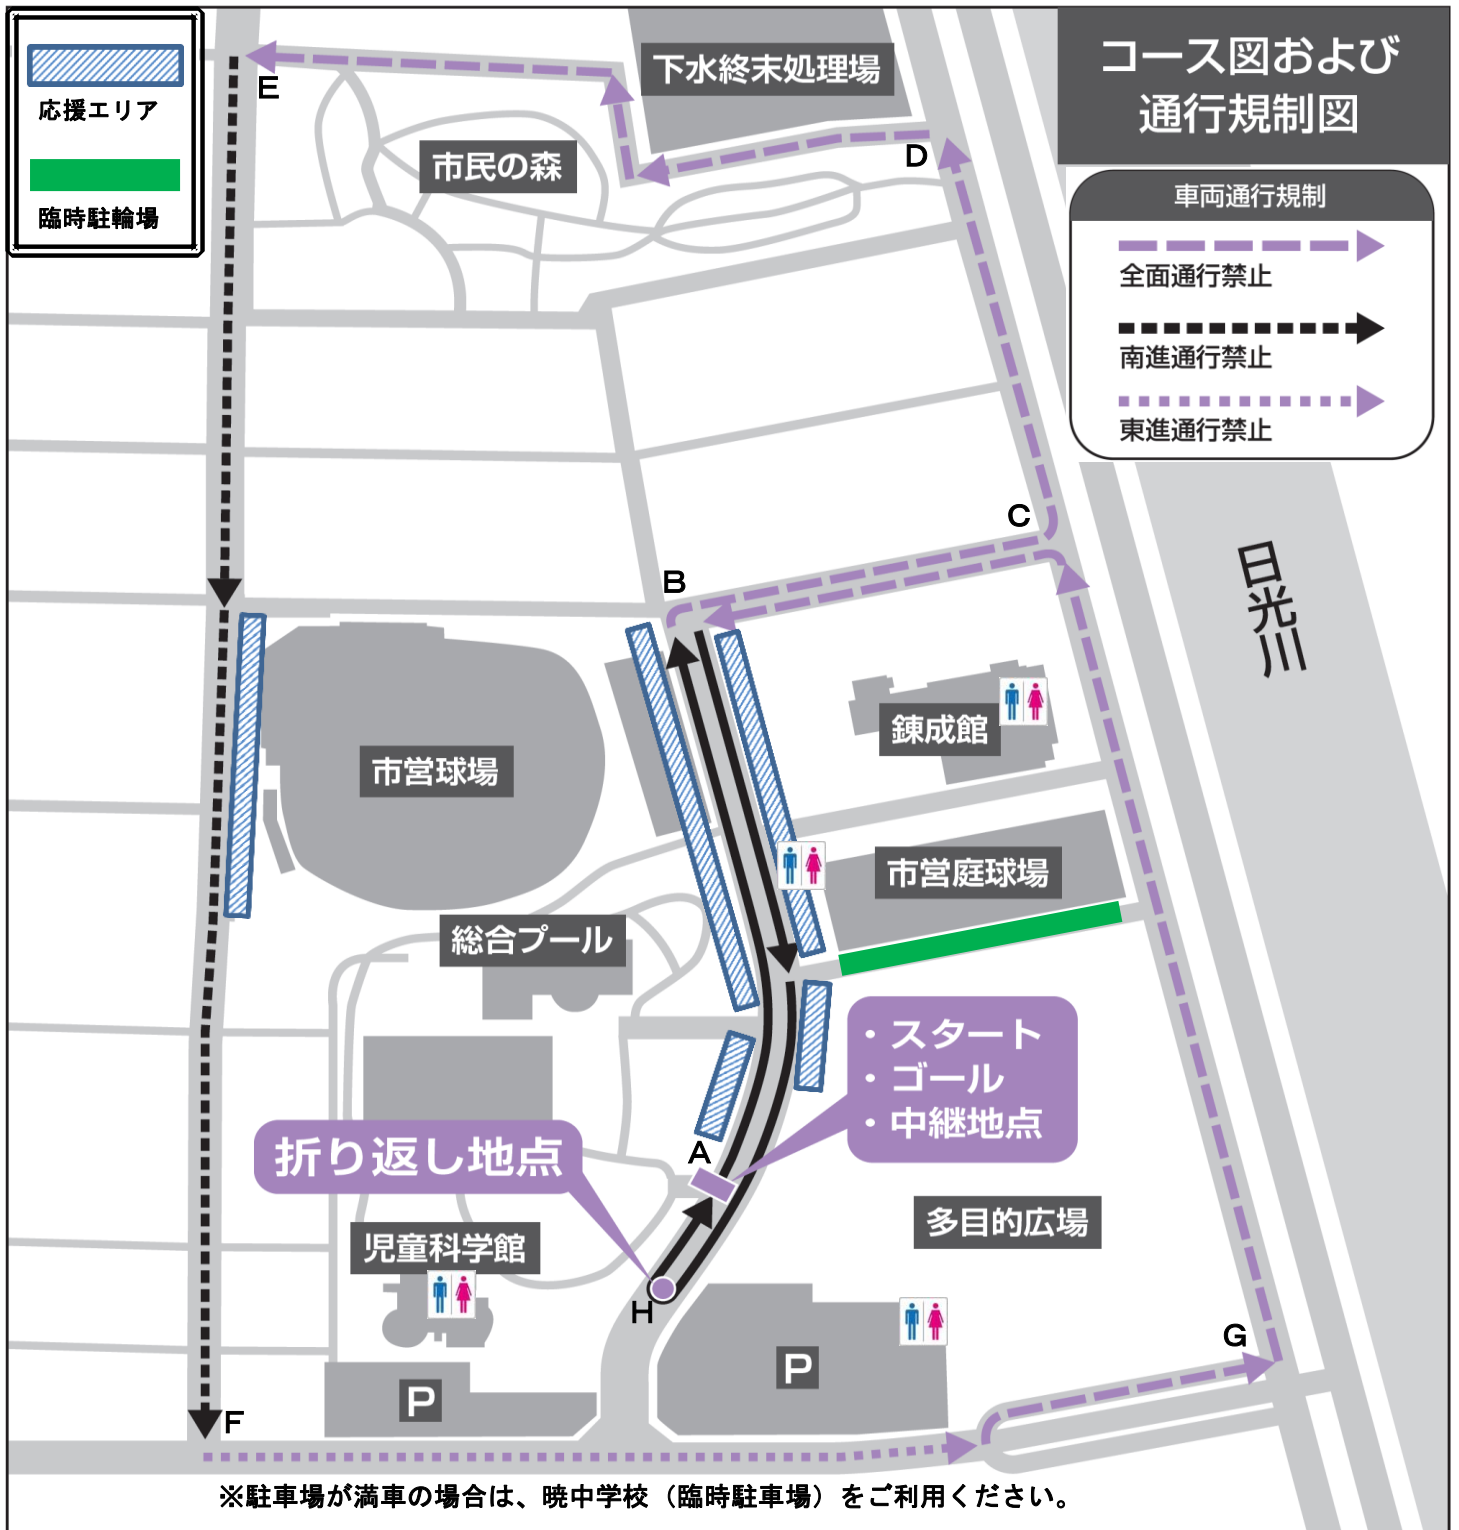 コース図および
通行規制図
応援エリア
臨時駐輪場
車両通行規制
全面通行禁止
南進通行禁止
東進通行禁止
下水終末処理場
E
D
市民の森
C
B
日光川
錬成館
市営球場
市営庭球場
総合プール
・スタート
・ゴール
・中継地点
A
折り返し地点
多目的広場
児童科学館
H
G
P
P
F
※駐車場が満車の場合は、暁中学校（臨時駐車場）をご利用ください。